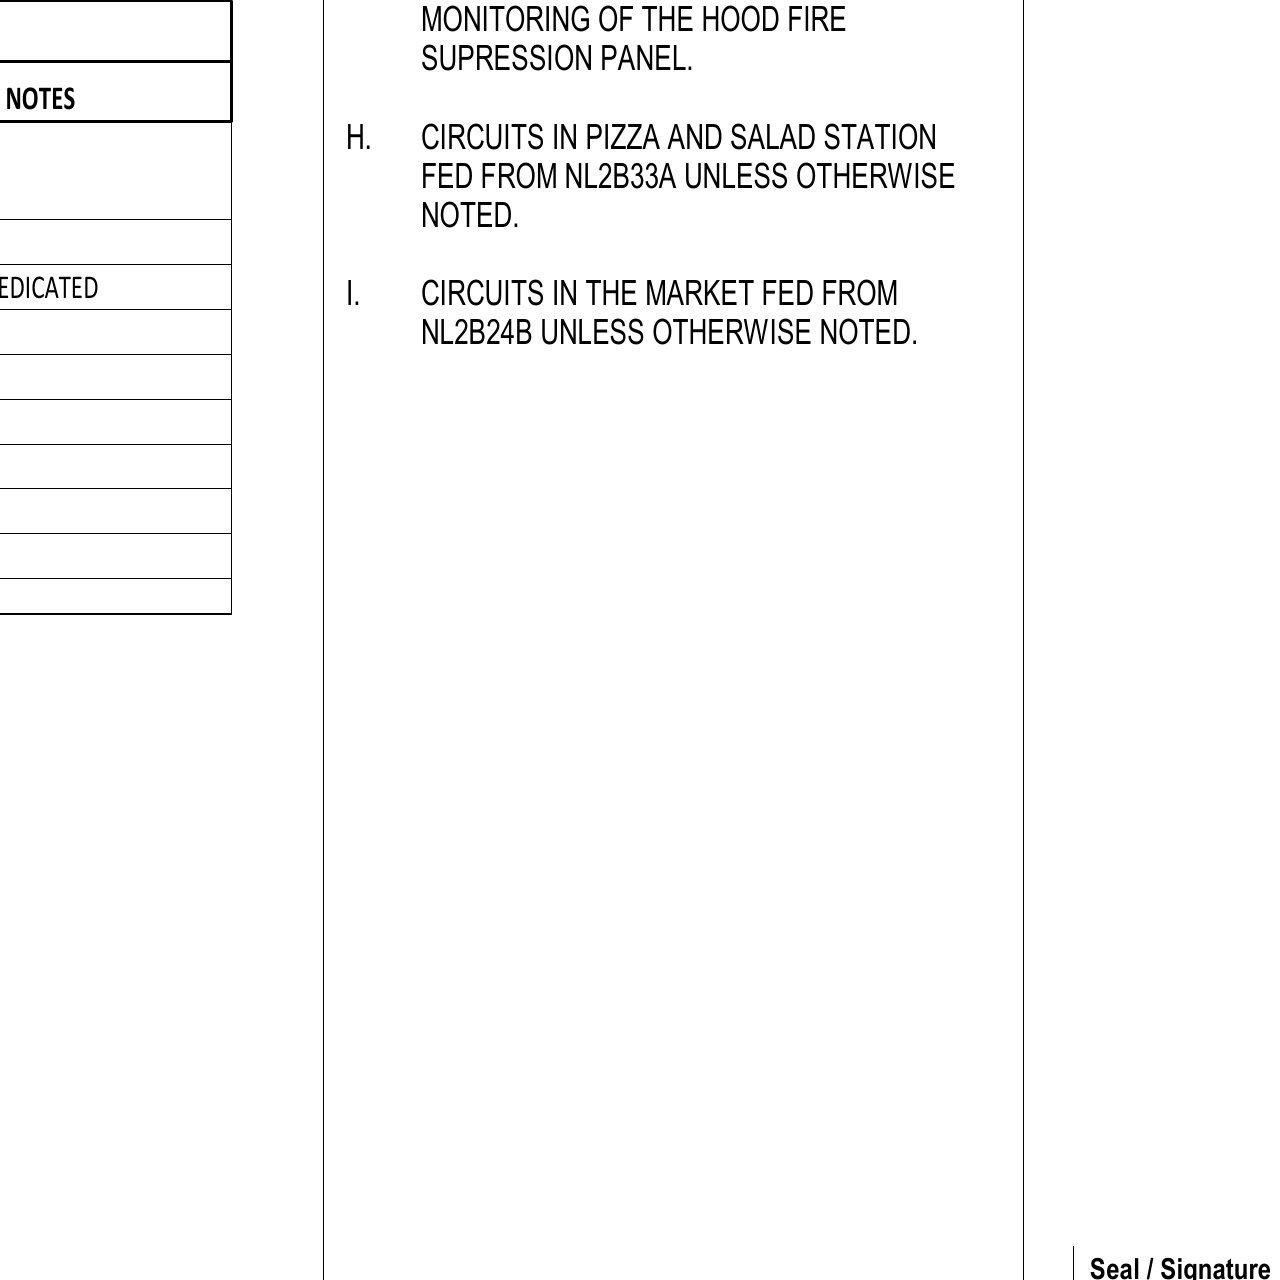 NOTES
EDICATED
MONITORING OF THE HOOD FIRE
SUPRESSION PANEL.
H. CIRCUITS IN PIZZA AND SALAD STATION
FED FROM NL2B33A UNLESS OTHERWISE
NOTED.
I. CIRCUITS IN THE MARKET FED FROM
NL2B24B UNLESS OTHERWISE NOTED.
Seal / Signature